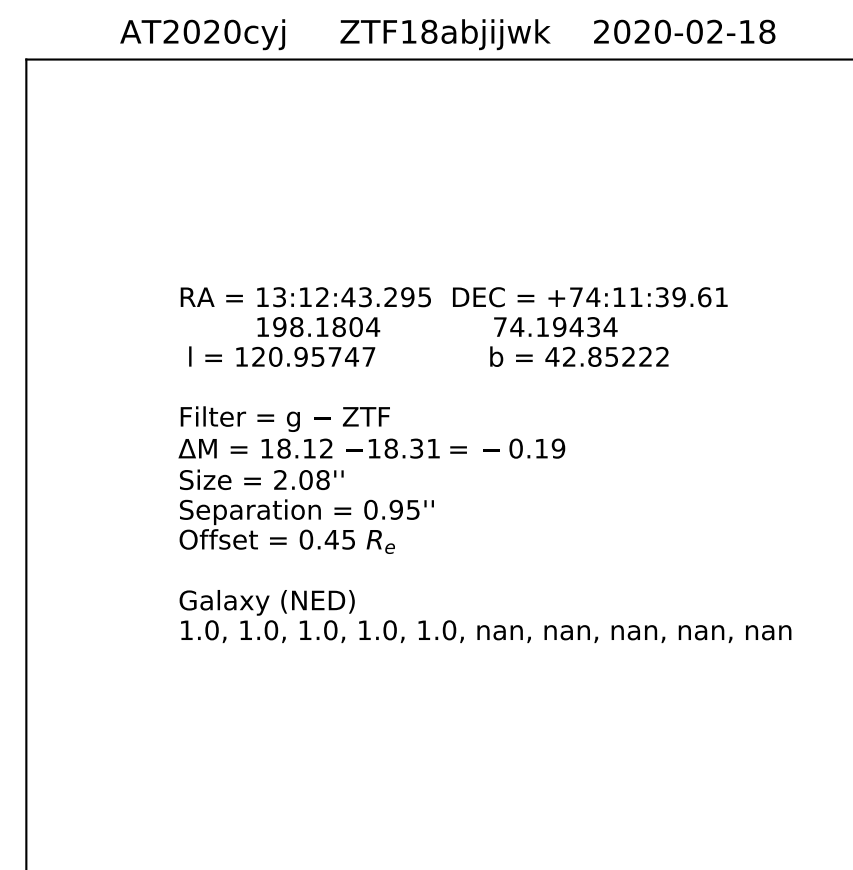 AT2020cyj ZTF18abjijwk 2020-02-18
RA = 13:12:43.295 DEC = +74:11:39.61
198.1804 74.19434
l = 120.95747 b = 42.85222
Filter = g − ZTF
ΔM = 18.12 −18.31 = − 0.19
Size = 2.08''
Separation = 0.95''
Offset = 0.45 Re
Galaxy (NED)
1.0, 1.0, 1.0, 1.0, 1.0, nan, nan, nan, nan, nan